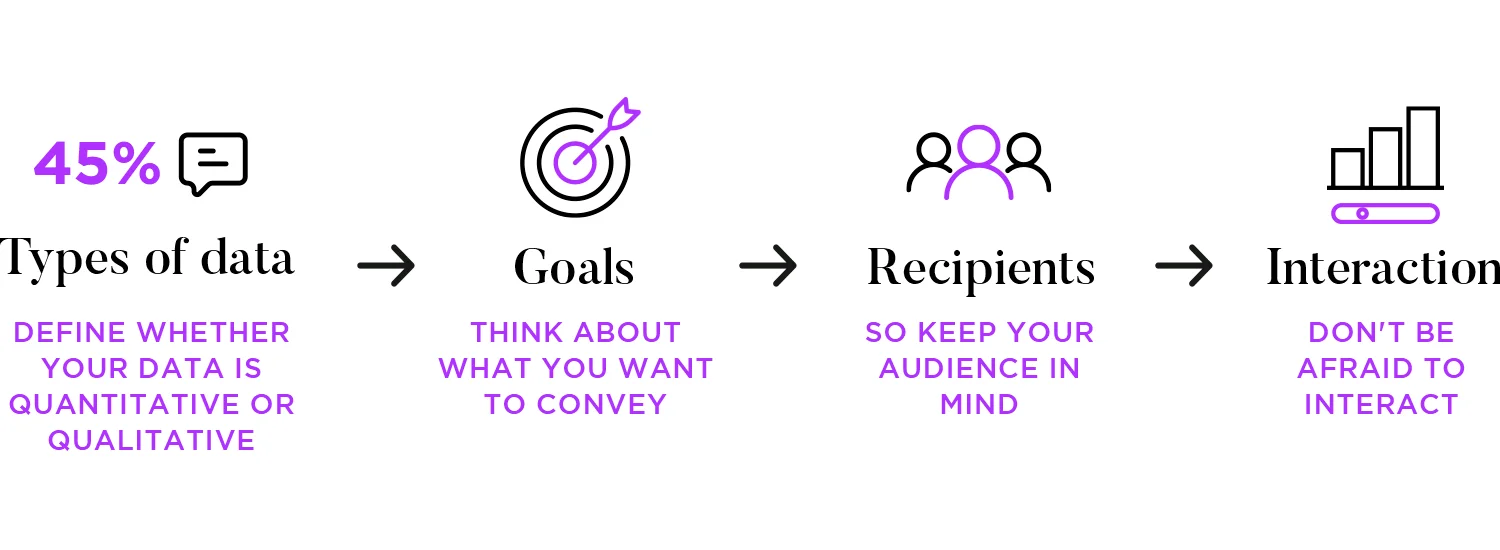 45%
Types of data
DEFINE WHETHER
YOUR DATA IS
QUANTITATIVE OR
QUALITATIVE
Goals
THINK ABOUT
WHAT YOU WANT
TO CONVEY
Recipients
SO KEEP YOUR
AUDIENCE IN
MIND
Interaction
DON'T BE
AFRAID TO
INTERACT